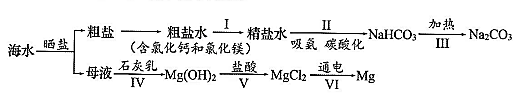 粗盐 → 粗盐水 I→ 精盐水 II→ NaHCO₃ 加热→ Na₂CO₃
(含氯化钙和氯化镁) 吸氨 碳酸化 III
海水 晒盐
母液 石灰乳→ Mg(OH)₂ 盐酸→ MgCl₂ 通电→ Mg
IV V VI